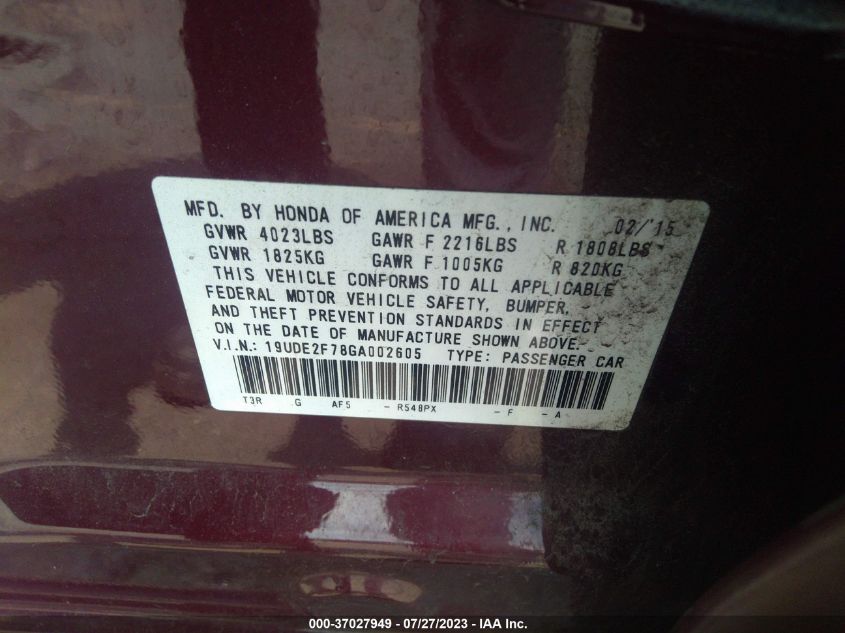 MFD. BY HONDA OF AMERICA MFG., INC. 02/'15
GVWR 4023LBS GAWR F 2216LBS R 1808LBS
GVWR 1825KG GAWR F 1005KG R 820KG
THIS VEHICLE CONFORMS TO ALL APPLICABLE
FEDERAL MOTOR VEHICLE SAFETY, BUMPER,
AND THEFT PREVENTION STANDARDS IN EFFECT
ON THE DATE OF MANUFACTURE SHOWN ABOVE.
V.I.N.: 19UDE2F78GA002605 TYPE: PASSENGER CAR
T3R G AF5 - R548PX - F - A
000-37027949 / 07/27/2023 - IAA Inc.